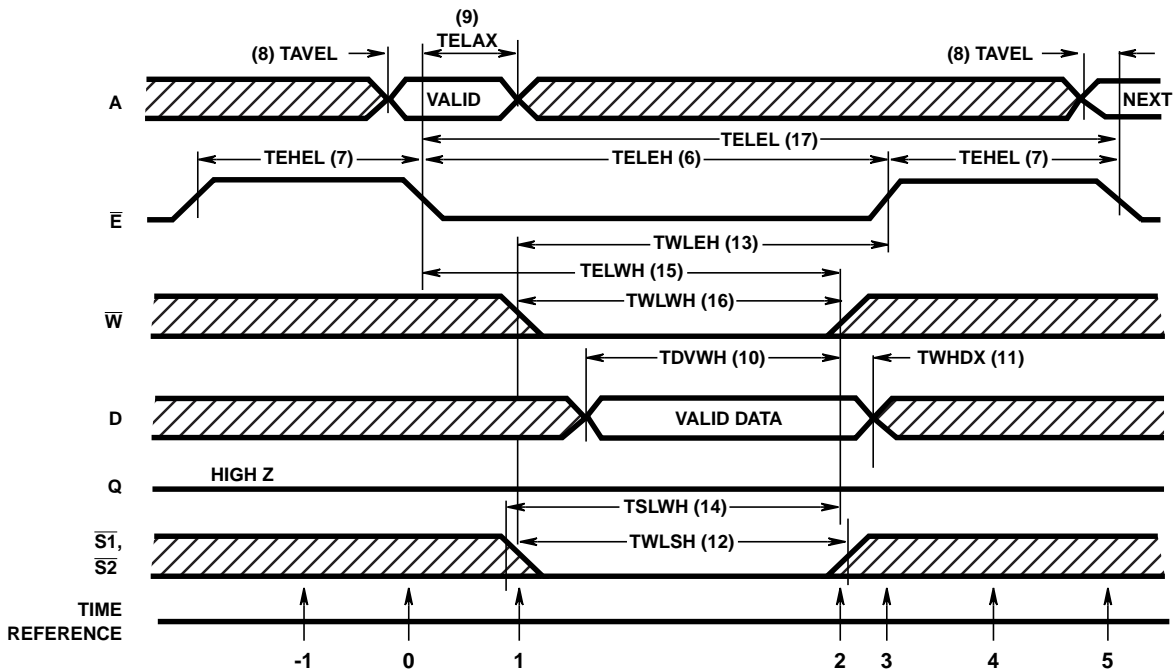 (9)
(8) TAVEL TELAX (8) TAVEL
A VALID NEXT
TELEL (17)
TEHEL (7) TELEH (6) TEHEL (7)
E
TWLEH (13)
TELWH (15)
W TWLWH (16)
TDVWH (10) TWHDX (11)
D VALID DATA
HIGH Z
Q
TSLWH (14)
S1,
TWLSH (12)
S2
TIME
REFERENCE
-1 0 1 2 3 4 5